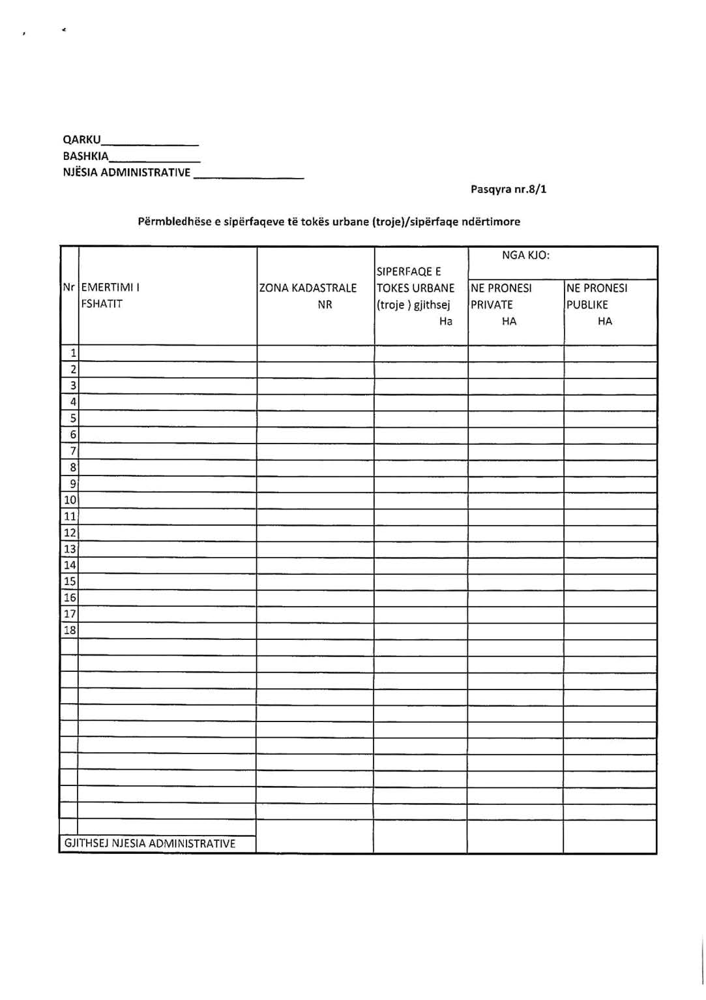 QARKU
BASHKIA
NJËSIA ADMINISTRATIVE
Pasqyra nr.8/1
Përmbledhëse e sipërfaqeve të tokës urbane (troje)/sipërfaqe ndërtimore
Nr
EMERTIMI I
FSHATIT
ZONA KADASTRALE
NR
SIPERFAQE E
TOKES URBANE
(troje ) gjithsej
Ha
NGA KJO:
NE PRONESI
PRIVATE
HA
NE PRONESI
PUBLIKE
HA
1
2
3
4
5
6
7
8
9
10
11
12
13
14
15
16
17
18
GJITHSEJ NJESIA ADMINISTRATIVE